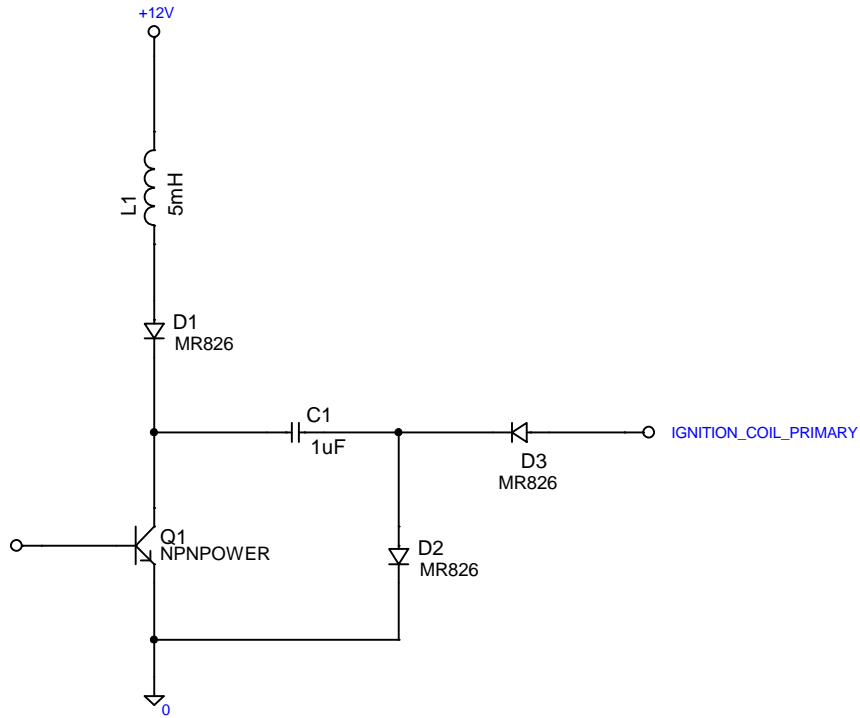 +12V
L1
5mH
D1
MR826
C1
1uF
IGNITION_COIL_PRIMARY
D3
MR826
Q1
NPNPOWER
D2
MR826
0